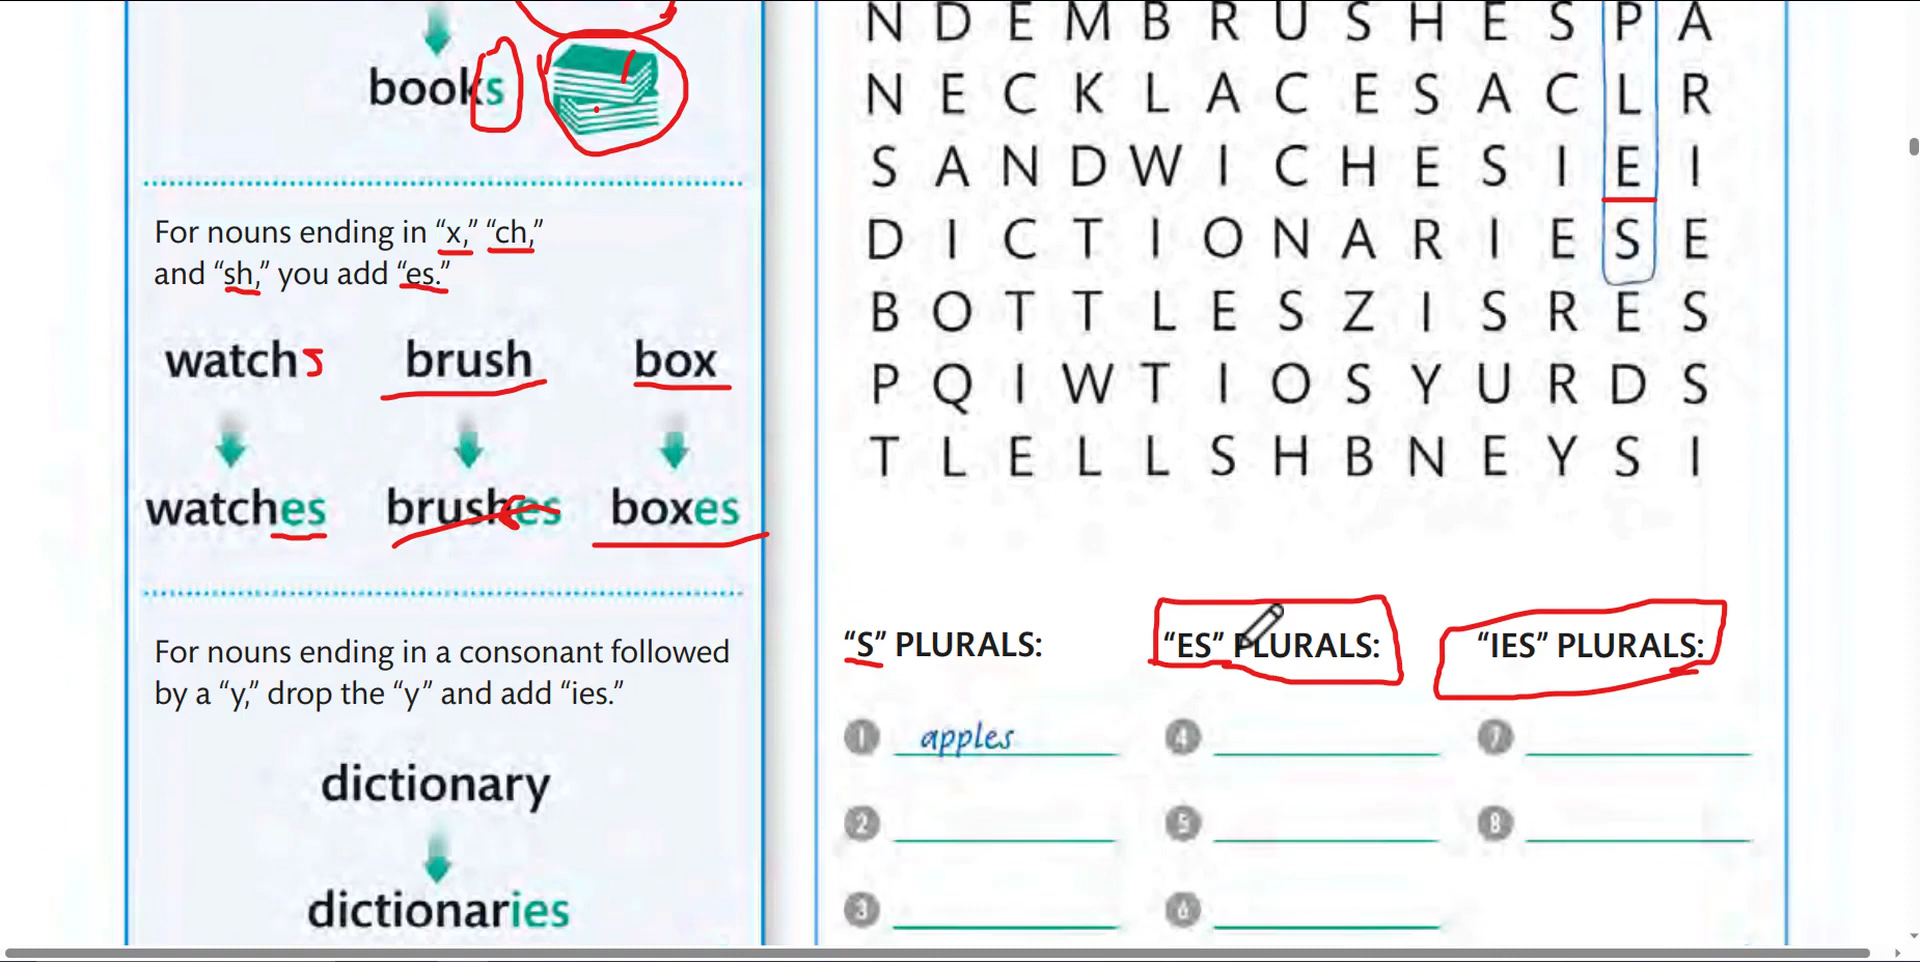 books
For nouns ending in “x,” “ch,”
and “sh,” you add “es.”
watch s brush box
watches brushes boxes
For nouns ending in a consonant followed
by a “y,” drop the “y” and add “ies.”
dictionary
dictionaries
N D E M B R U S H E S P A
N E C K L A C E S A C L R
S A N D W I C H E S I E I
D I C T I O N A R I E S E
B O T T L E S Z I S R E S
P Q I W T I O S Y U R D S
T L E L L S H B N E Y S I
“S” PLURALS: “ES” PLURALS: “IES” PLURALS:
1 apples 4 7
2 5 8
3 6